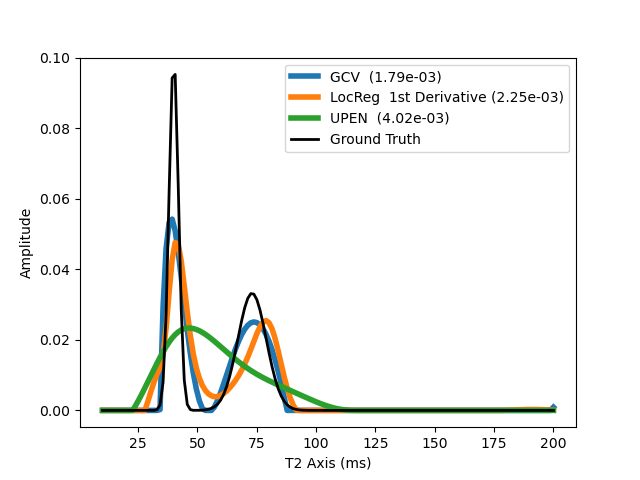 0.10
0.08
0.06
0.04
0.02
0.00
Amplitude
GCV  (1.79e-03)
LocReg  1st Derivative (2.25e-03)
UPEN  (4.02e-03)
Ground Truth
25 50 75 100 125 150 175 200
T2 Axis (ms)